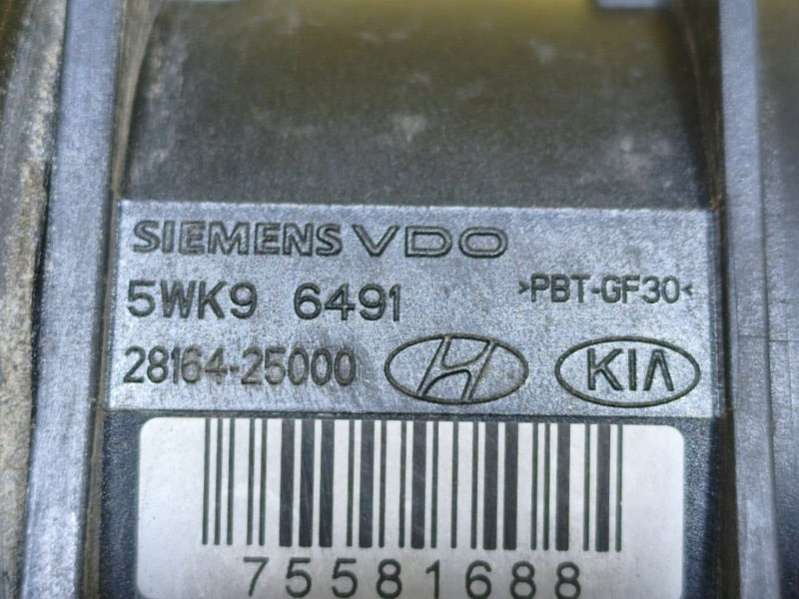 SIEMENS VDO
5WK9 6491 >PBT-GF30<
28164-25000 H KIA
75581688